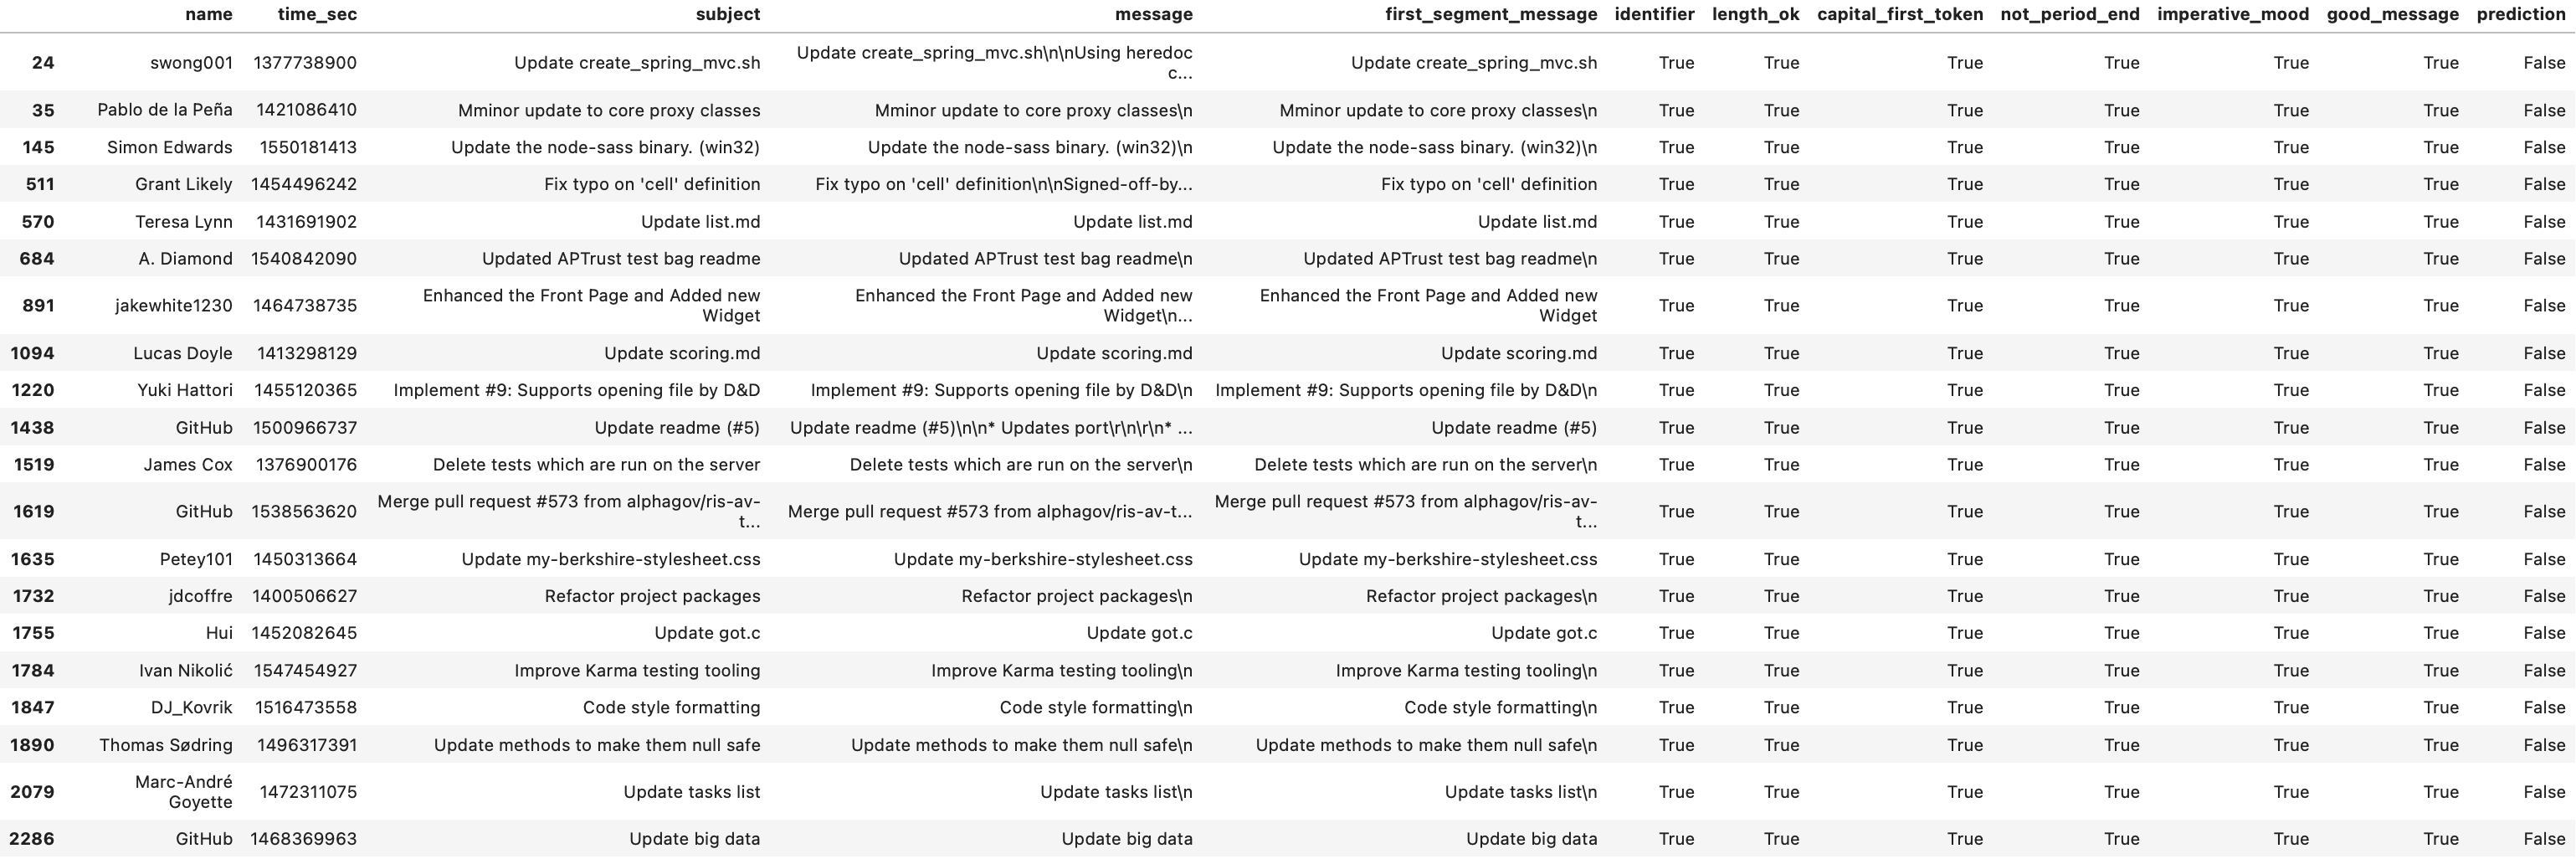 name time_sec subject message first_segment_message identifier length_ok capital_first_token not_period_end imperative_mood good_message prediction
24 swong001 1377738900 Update create_spring_mvc.sh Update create_spring_mvc.sh\n\nUsing heredoc c... Update create_spring_mvc.sh True True True True True True False
35 Pablo de la Peña 1421086410 Mminor update to core proxy classes Mminor update to core proxy classes\n Mminor update to core proxy classes\n True True True True True True False
145 Simon Edwards 1550181413 Update the node-sass binary. (win32) Update the node-sass binary. (win32)\n Update the node-sass binary. (win32)\n True True True True True True False
511 Grant Likely 1454496242 Fix typo on 'cell' definition Fix typo on 'cell' definition\n\nSigned-off-by... Fix typo on 'cell' definition True True True True True True False
570 Teresa Lynn 1431691902 Update list.md Update list.md Update list.md True True True True True True False
684 A. Diamond 1540842090 Updated APTrust test bag readme Updated APTrust test bag readme\n Updated APTrust test bag readme\n True True True True True True False
891 jakewhite1230 1464738735 Enhanced the Front Page and Added new Widget Enhanced the Front Page and Added new Widget\n... Enhanced the Front Page and Added new Widget True True True True True True False
1094 Lucas Doyle 1413298129 Update scoring.md Update scoring.md Update scoring.md True True True True True True False
1220 Yuki Hattori 1455120365 Implement #9: Supports opening file by D&D Implement #9: Supports opening file by D&D\n Implement #9: Supports opening file by D&D\n True True True True True True False
1438 GitHub 1500966737 Update readme (#5) Update readme (#5)\n\n* Updates port\r\n\r\n* ... Update readme (#5) True True True True True True False
1519 James Cox 1376900176 Delete tests which are run on the server Delete tests which are run on the server\n Delete tests which are run on the server\n True True True True True True False
1619 GitHub 1538563620 Merge pull request #573 from alphagov/ris-av-t... Merge pull request #573 from alphagov/ris-av-t... Merge pull request #573 from alphagov/ris-av-t... True True True True True True False
1635 Petey101 1450313664 Update my-berkshire-stylesheet.css Update my-berkshire-stylesheet.css Update my-berkshire-stylesheet.css True True True True True True False
1732 jdcoffre 1400506627 Refactor project packages Refactor project packages\n Refactor project packages\n True True True True True True False
1755 Hui 1452082645 Update got.c Update got.c Update got.c True True True True True True False
1784 Ivan Nikolić 1547454927 Improve Karma testing tooling Improve Karma testing tooling\n Improve Karma testing tooling\n True True True True True True False
1847 DJ_Kovrik 1516473558 Code style formatting Code style formatting\n Code style formatting\n True True True True True True False
1890 Thomas Sødring 1496317391 Update methods to make them null safe Update methods to make them null safe\n Update methods to make them null safe\n True True True True True True False
2079 Marc-André Goyette 1472311075 Update tasks list Update tasks list\n Update tasks list\n True True True True True True False
2286 GitHub 1468369963 Update big data Update big data Update big data True True True True True True False